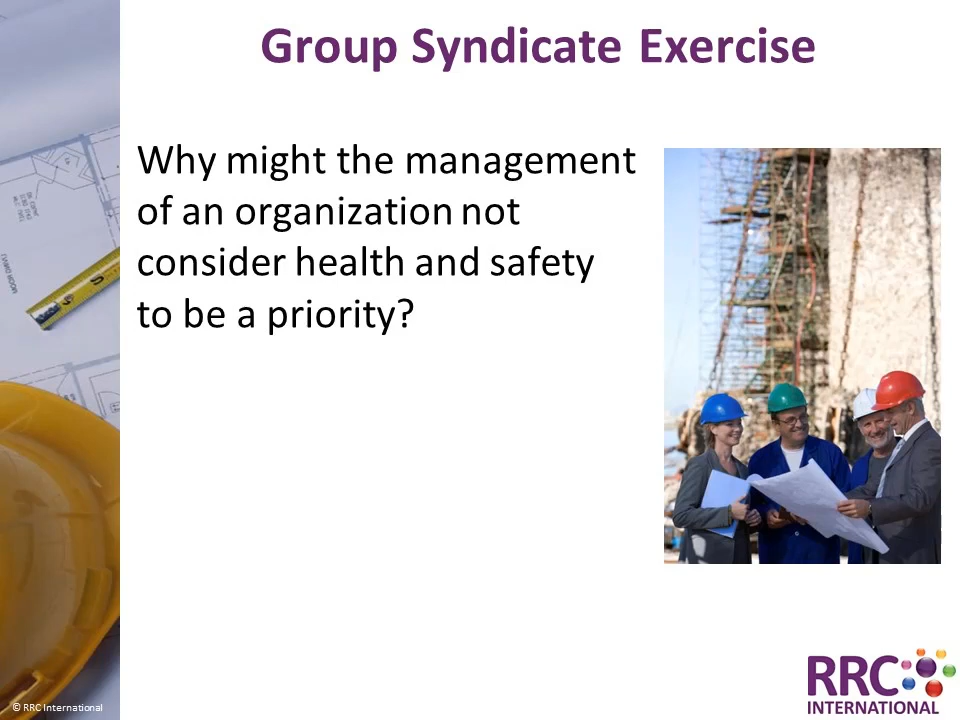 Group Syndicate Exercise
Why might the management
of an organization not
consider health and safety
to be a priority?
© RRC International
RRC
INTERNATIONAL